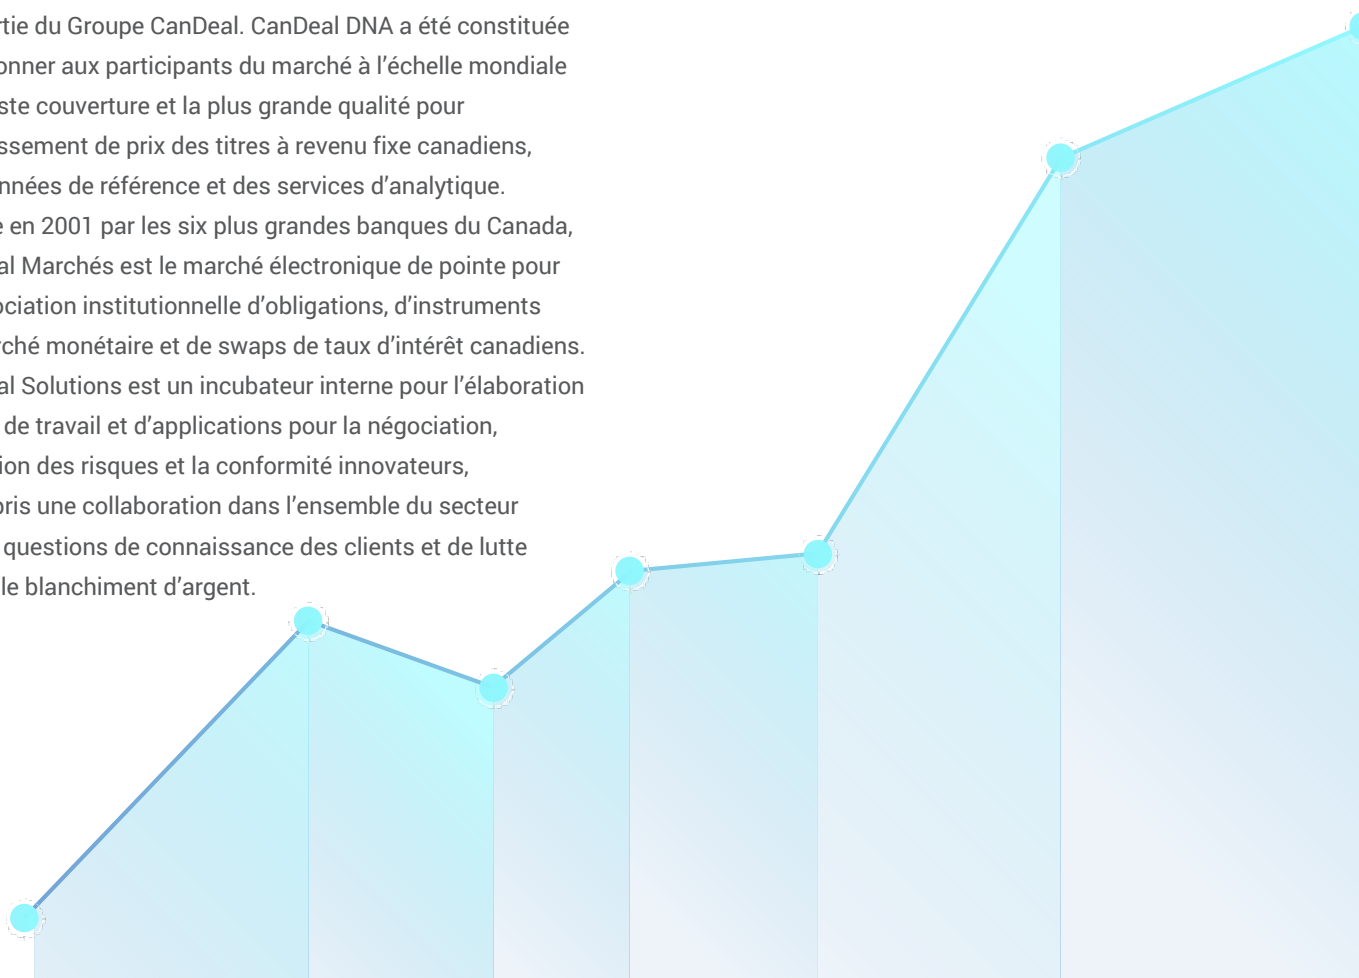 rtie du Groupe CanDeal. CanDeal DNA a été constituée
onner aux participants du marché à l’échelle mondiale
ste couverture et la plus grande qualité pour
ssement de prix des titres à revenu fixe canadiens,
nnées de référence et des services d’analytique.
e en 2001 par les six plus grandes banques du Canada,
al Marchés est le marché électronique de pointe pour
ociation institutionnelle d’obligations, d’instruments
rché monétaire et de swaps de taux d’intérêt canadiens.
al Solutions est un incubateur interne pour l’élaboration
de travail et d’applications pour la négociation,
ion des risques et la conformité innovateurs,
pris une collaboration dans l’ensemble du secteur
questions de connaissance des clients et de lutte
le blanchiment d’argent.